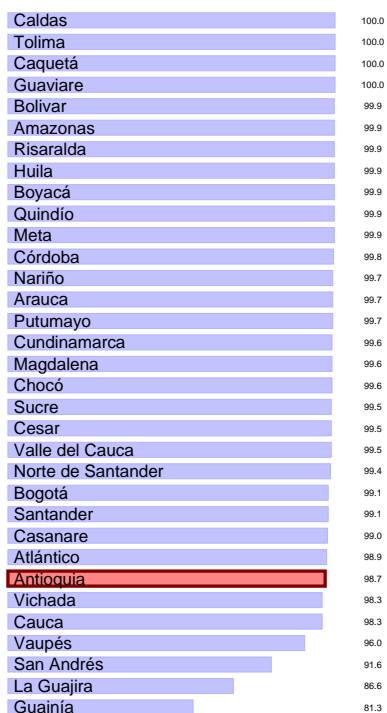 Caldas 100.0
Tolima 100.0
Caquetá 100.0
Guaviare 100.0
Bolivar 99.9
Amazonas 99.9
Risaralda 99.9
Huila 99.9
Boyacá 99.9
Quindío 99.9
Meta 99.9
Córdoba 99.8
Nariño 99.7
Arauca 99.7
Putumayo 99.7
Cundinamarca 99.6
Magdalena 99.6
Chocó 99.6
Sucre 99.5
Cesar 99.5
Valle del Cauca 99.5
Norte de Santander 99.4
Bogotá 99.1
Santander 99.1
Casanare 99.0
Atlántico 98.9
Antioquia 98.7
Vichada 98.3
Cauca 98.3
Vaupés 96.0
San Andrés 91.6
La Guajira 86.6
Guainía 81.3